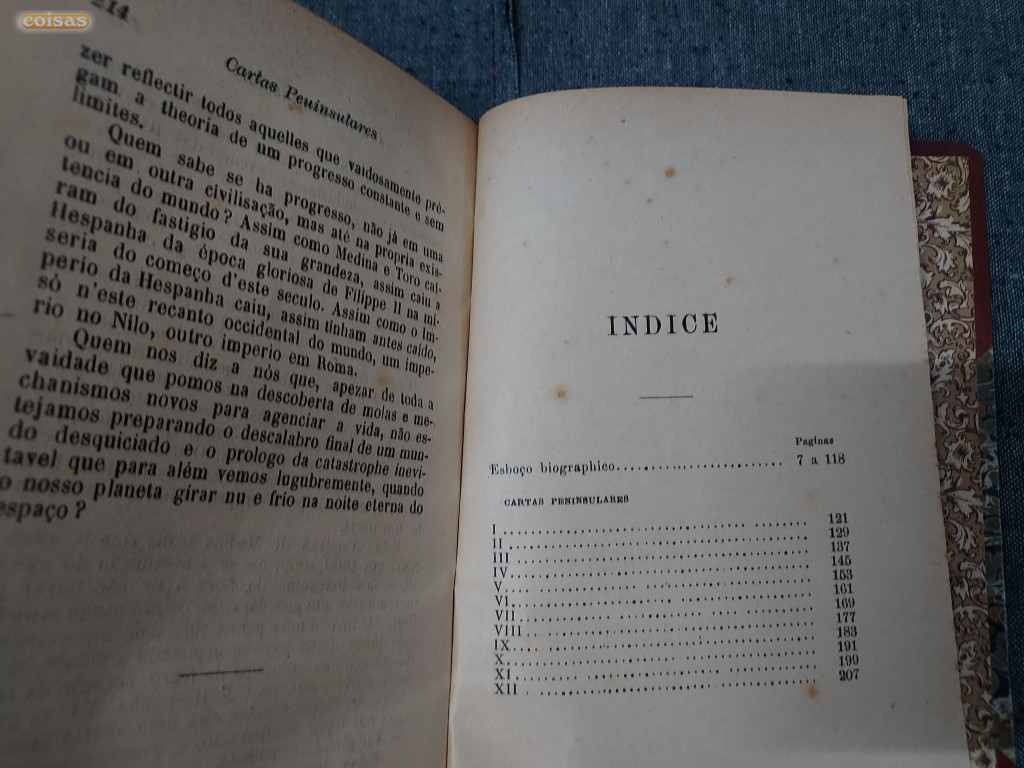 coisas
214
Cartas Peninsulares
zer reflectir todos aquelles que vaidosamente pré-
gam a theoria de um progresso constante e sem
limites.
Quem sabe se ha progresso, não já em uma
ou em outra civilisação, mas até na propria exis-
tencia do mundo? Assim como Medina e Toro cai-
ram do fastigio da sua grandeza, assim caiu a
Hespanha da época gloriosa de Filippe II na mi-
seria do começo d'este seculo. Assim como o im-
perio da Hespanha caiu, assim tinham antes caido,
só n'este recanto occidental do mundo, um impe-
rio no Nilo, outro imperio em Roma.
Quem nos diz a nós que, apezar de toda a
vaidade que pomos na descoberta de molas e me-
chanismos novos para agenciar a vida, não es-
tejamos preparando o descalabro final de um mun-
do desquiciado e o prologo da catastrophe inevi-
tavel que para além vemos lugubremente, quando
o nosso planeta girar nu e frio na noite eterna do
espaço?
INDICE
Paginas
Esboço biographico.................... 7 a 118
CARTAS PENINSULARES
I.................... 121
II.................... 129
III.................... 137
IV.................... 145
V.................... 153
VI.................... 161
VII.................... 169
VIII.................... 177
IX.................... 183
X.................... 191
XI.................... 199
XII.................... 207